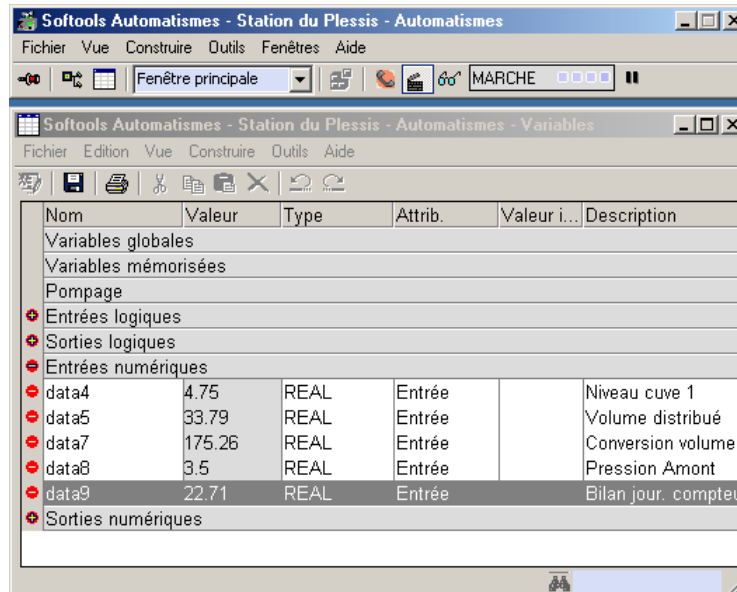 Softools Automatismes - Station du Plessis - Automatismes
Fichier Vue Construire Outils Fenêtres Aide
Fenêtre principale MARCHE
Softools Automatismes - Station du Plessis - Automatismes - Variables
Fichier Edition Vue Construire Outils Aide
Nom Valeur Type Attrib. Valeur i... Description
Variables globales
Variables mémorisées
Pompage
Entrées logiques
Sorties logiques
Entrées numériques
data4 4.75 REAL Entrée Niveau cuve 1
data5 33.79 REAL Entrée Volume distribué
data7 175.26 REAL Entrée Conversion volume
data8 3.5 REAL Entrée Pression Amont
data9 22.71 REAL Entrée Bilan jour. compteu
Sorties numériques